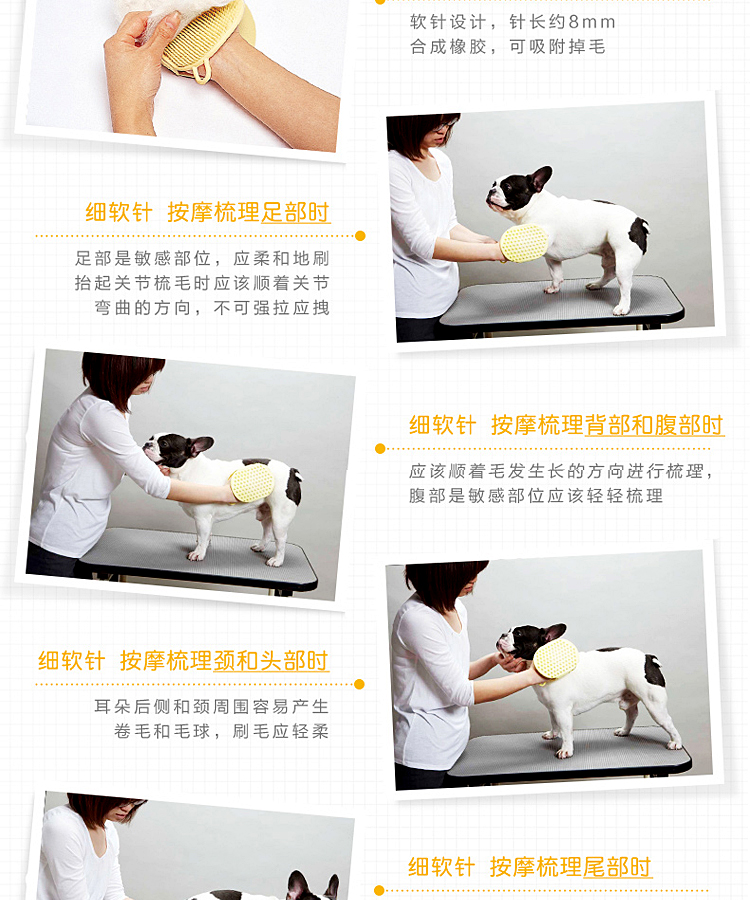 软针设计，针长约8mm
合成橡胶，可吸附掉毛
细软针 按摩梳理足部时
足部是敏感部位，应柔和地刷
抬起关节梳毛时应该顺着关节
弯曲的方向，不可强拉应拽
细软针 按摩梳理背部和腹部时
应该顺着毛发生长的方向进行梳理，
腹部是敏感部位应该轻轻梳理
细软针 按摩梳理颈和头部时
耳朵后侧和颈周围容易产生
卷毛和毛球，刷毛应轻柔
细软针 按摩梳理尾部时